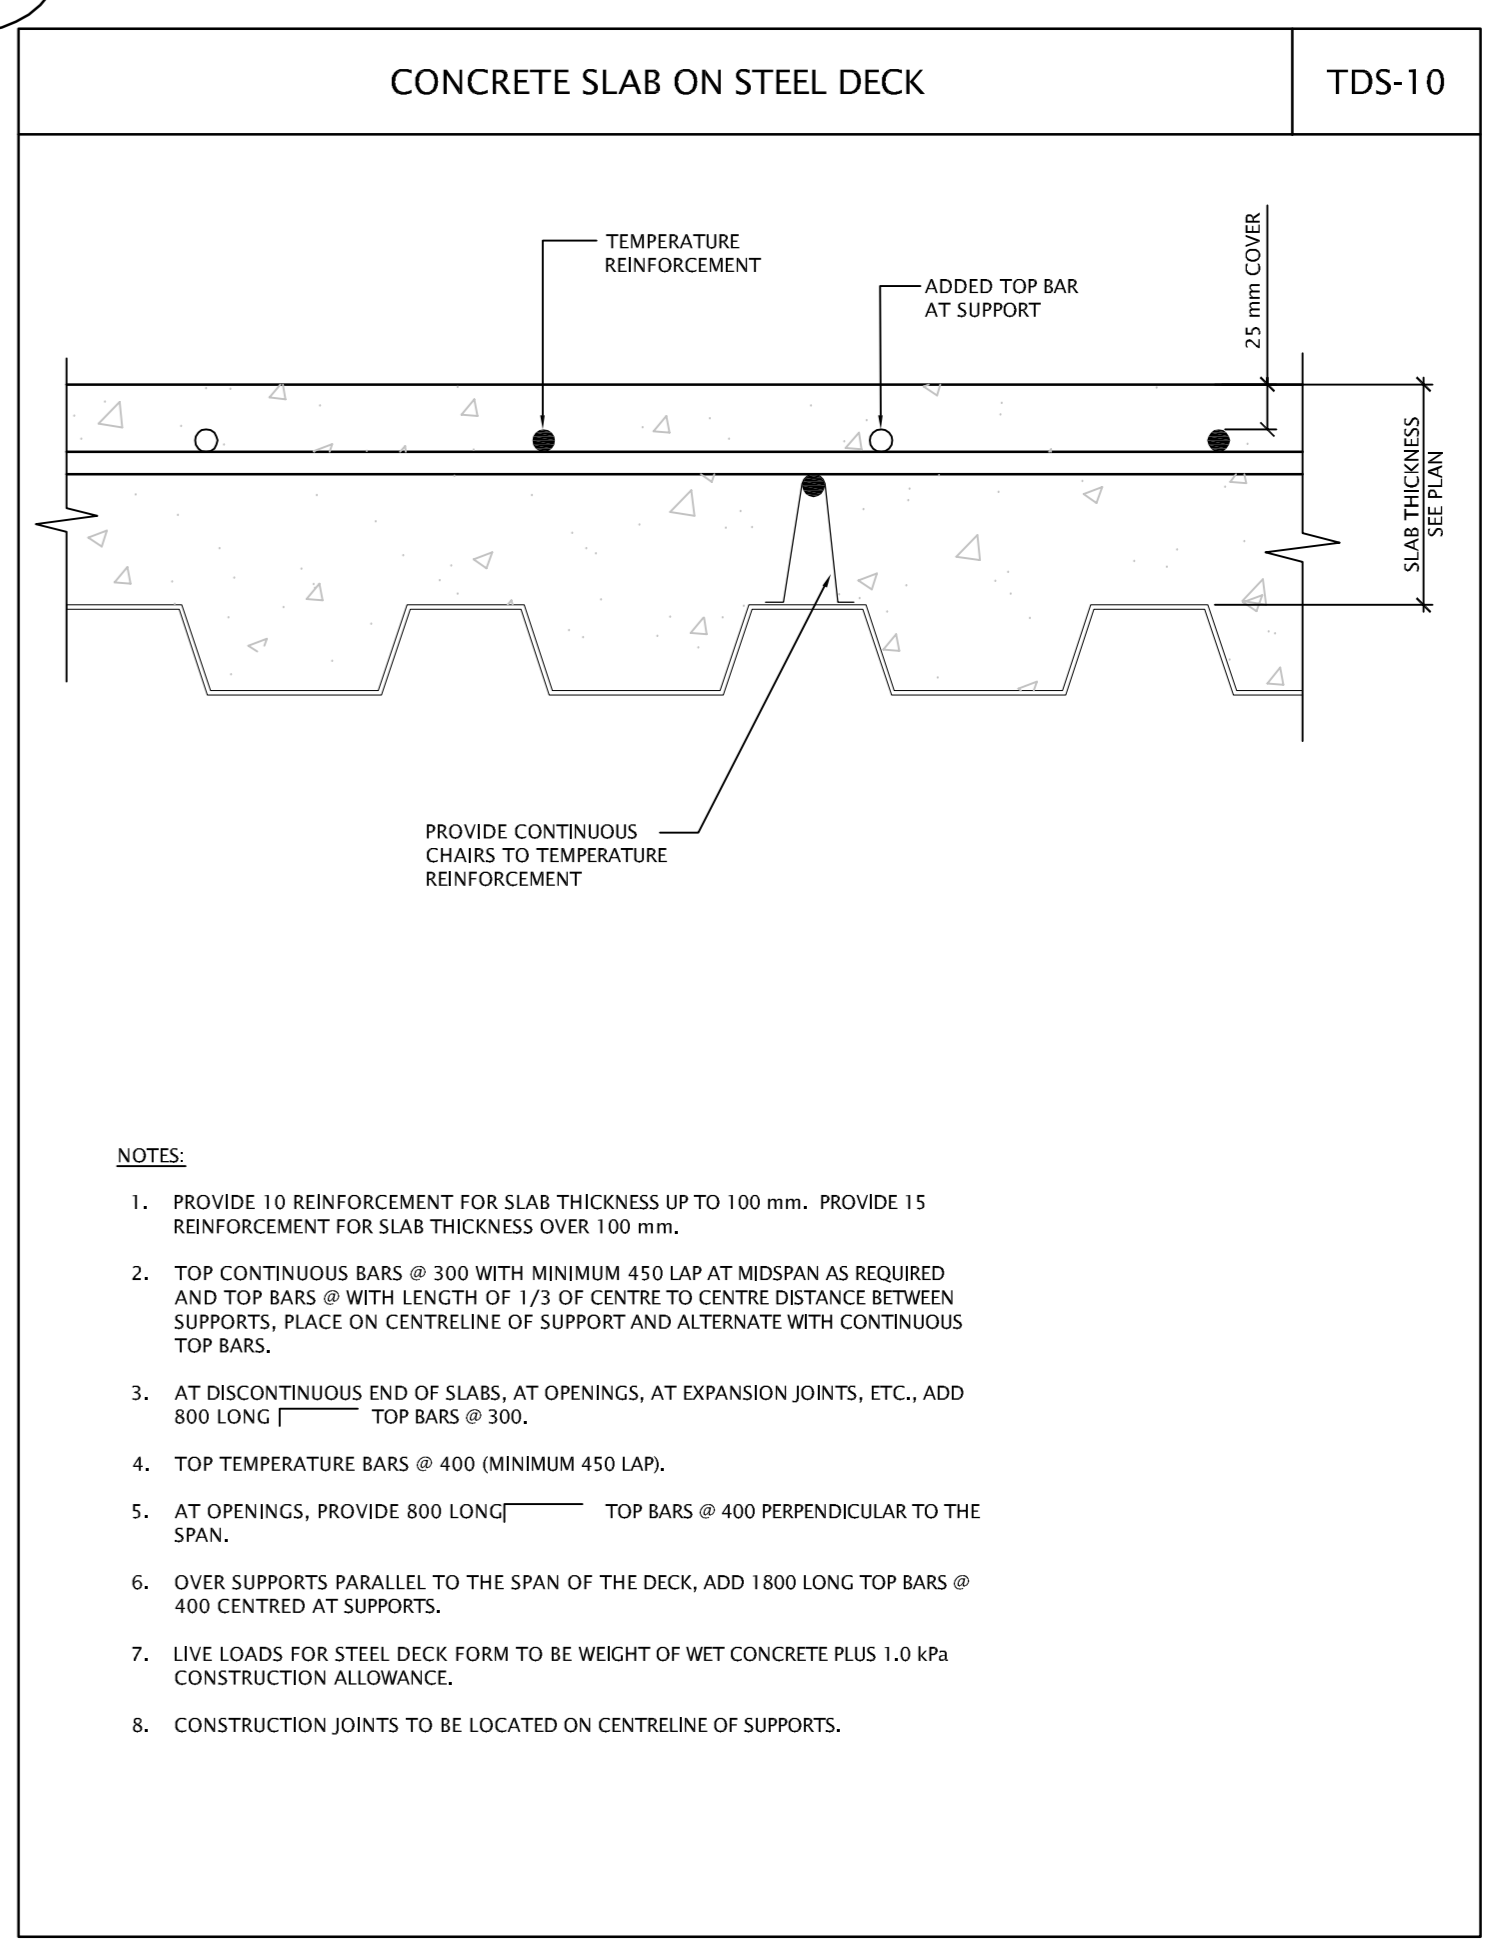 CONCRETE SLAB ON STEEL DECK
TDS-10
TEMPERATURE
REINFORCEMENT
ADDED TOP BAR
AT SUPPORT
25 mm COVER
SLAB THICKNESS
SEE PLAN
PROVIDE CONTINUOUS
CHAIRS TO TEMPERATURE
REINFORCEMENT
NOTES:
1. PROVIDE 10 REINFORCEMENT FOR SLAB THICKNESS UP TO 100 mm. PROVIDE 15
REINFORCEMENT FOR SLAB THICKNESS OVER 100 mm.
2. TOP CONTINUOUS BARS @ 300 WITH MINIMUM 450 LAP AT MIDSPAN AS REQUIRED
AND TOP BARS @ WITH LENGTH OF 1/3 OF CENTRE TO CENTRE DISTANCE BETWEEN
SUPPORTS, PLACE ON CENTRELINE OF SUPPORT AND ALTERNATE WITH CONTINUOUS
TOP BARS.
3. AT DISCONTINUOUS END OF SLABS, AT OPENINGS, AT EXPANSION JOINTS, ETC., ADD
800 LONG TOP BARS @ 300.
4. TOP TEMPERATURE BARS @ 400 (MINIMUM 450 LAP).
5. AT OPENINGS, PROVIDE 800 LONG TOP BARS @ 400 PERPENDICULAR TO THE
SPAN.
6. OVER SUPPORTS PARALLEL TO THE SPAN OF THE DECK, ADD 1800 LONG TOP BARS @
400 CENTRED AT SUPPORTS.
7. LIVE LOADS FOR STEEL DECK FORM TO BE WEIGHT OF WET CONCRETE PLUS 1.0 kPa
CONSTRUCTION ALLOWANCE.
8. CONSTRUCTION JOINTS TO BE LOCATED ON CENTRELINE OF SUPPORTS.